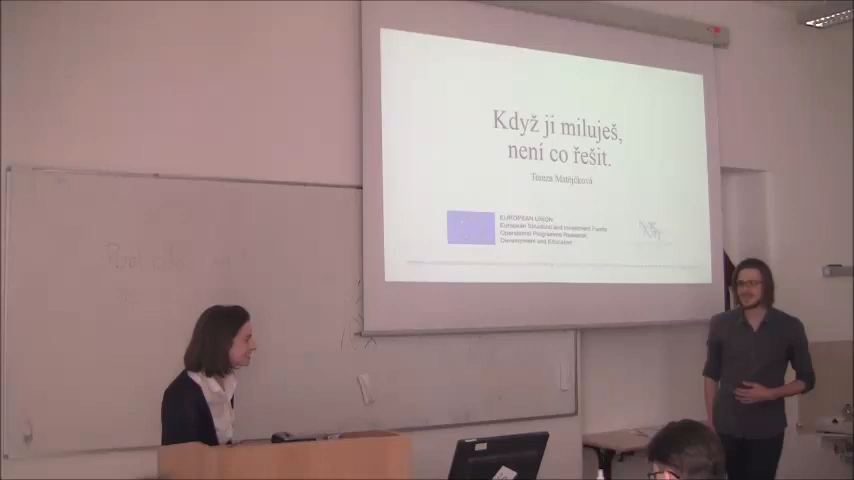 Když ji miluješ,
není co řešit.
Tereza Matějčková
EUROPEAN UNION
European Structural and Investment Funds
Operational Programme Research,
Development and Education